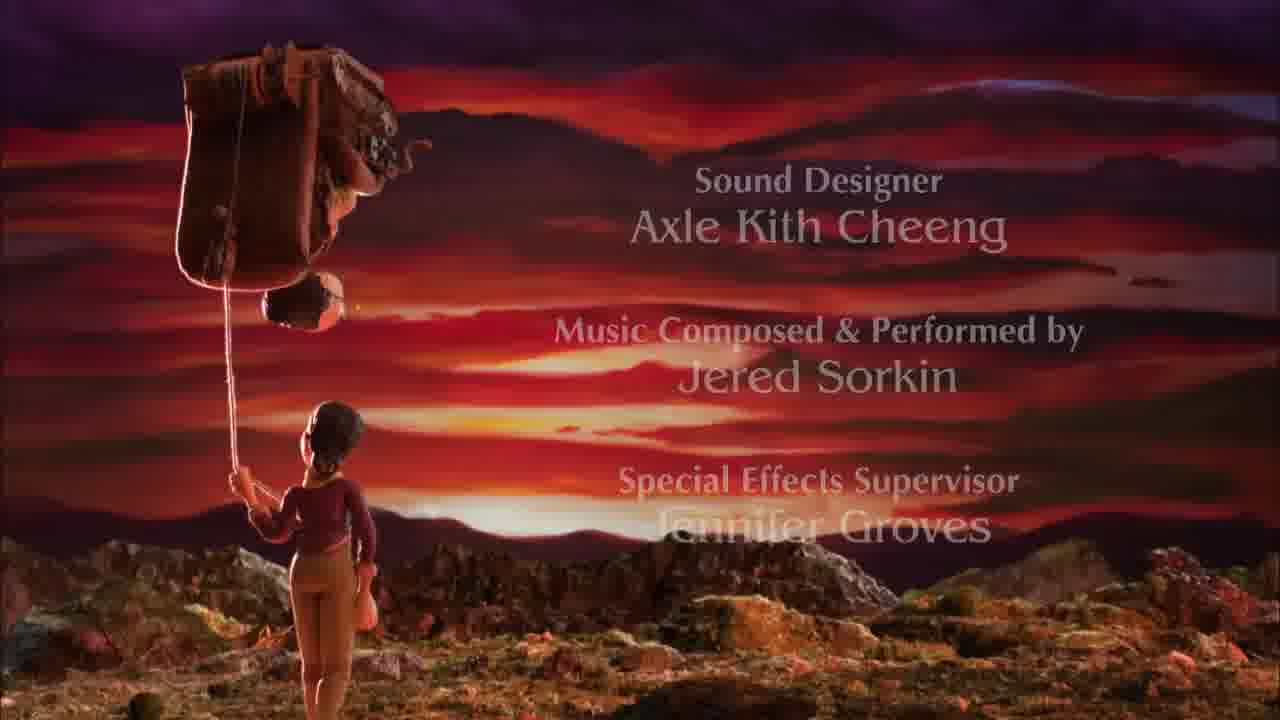 Sound Designer
Axle Kith Cheeng
Music Composed & Performed by
Jered Sorkin
Special Effects Supervisor
Jennifer Groves